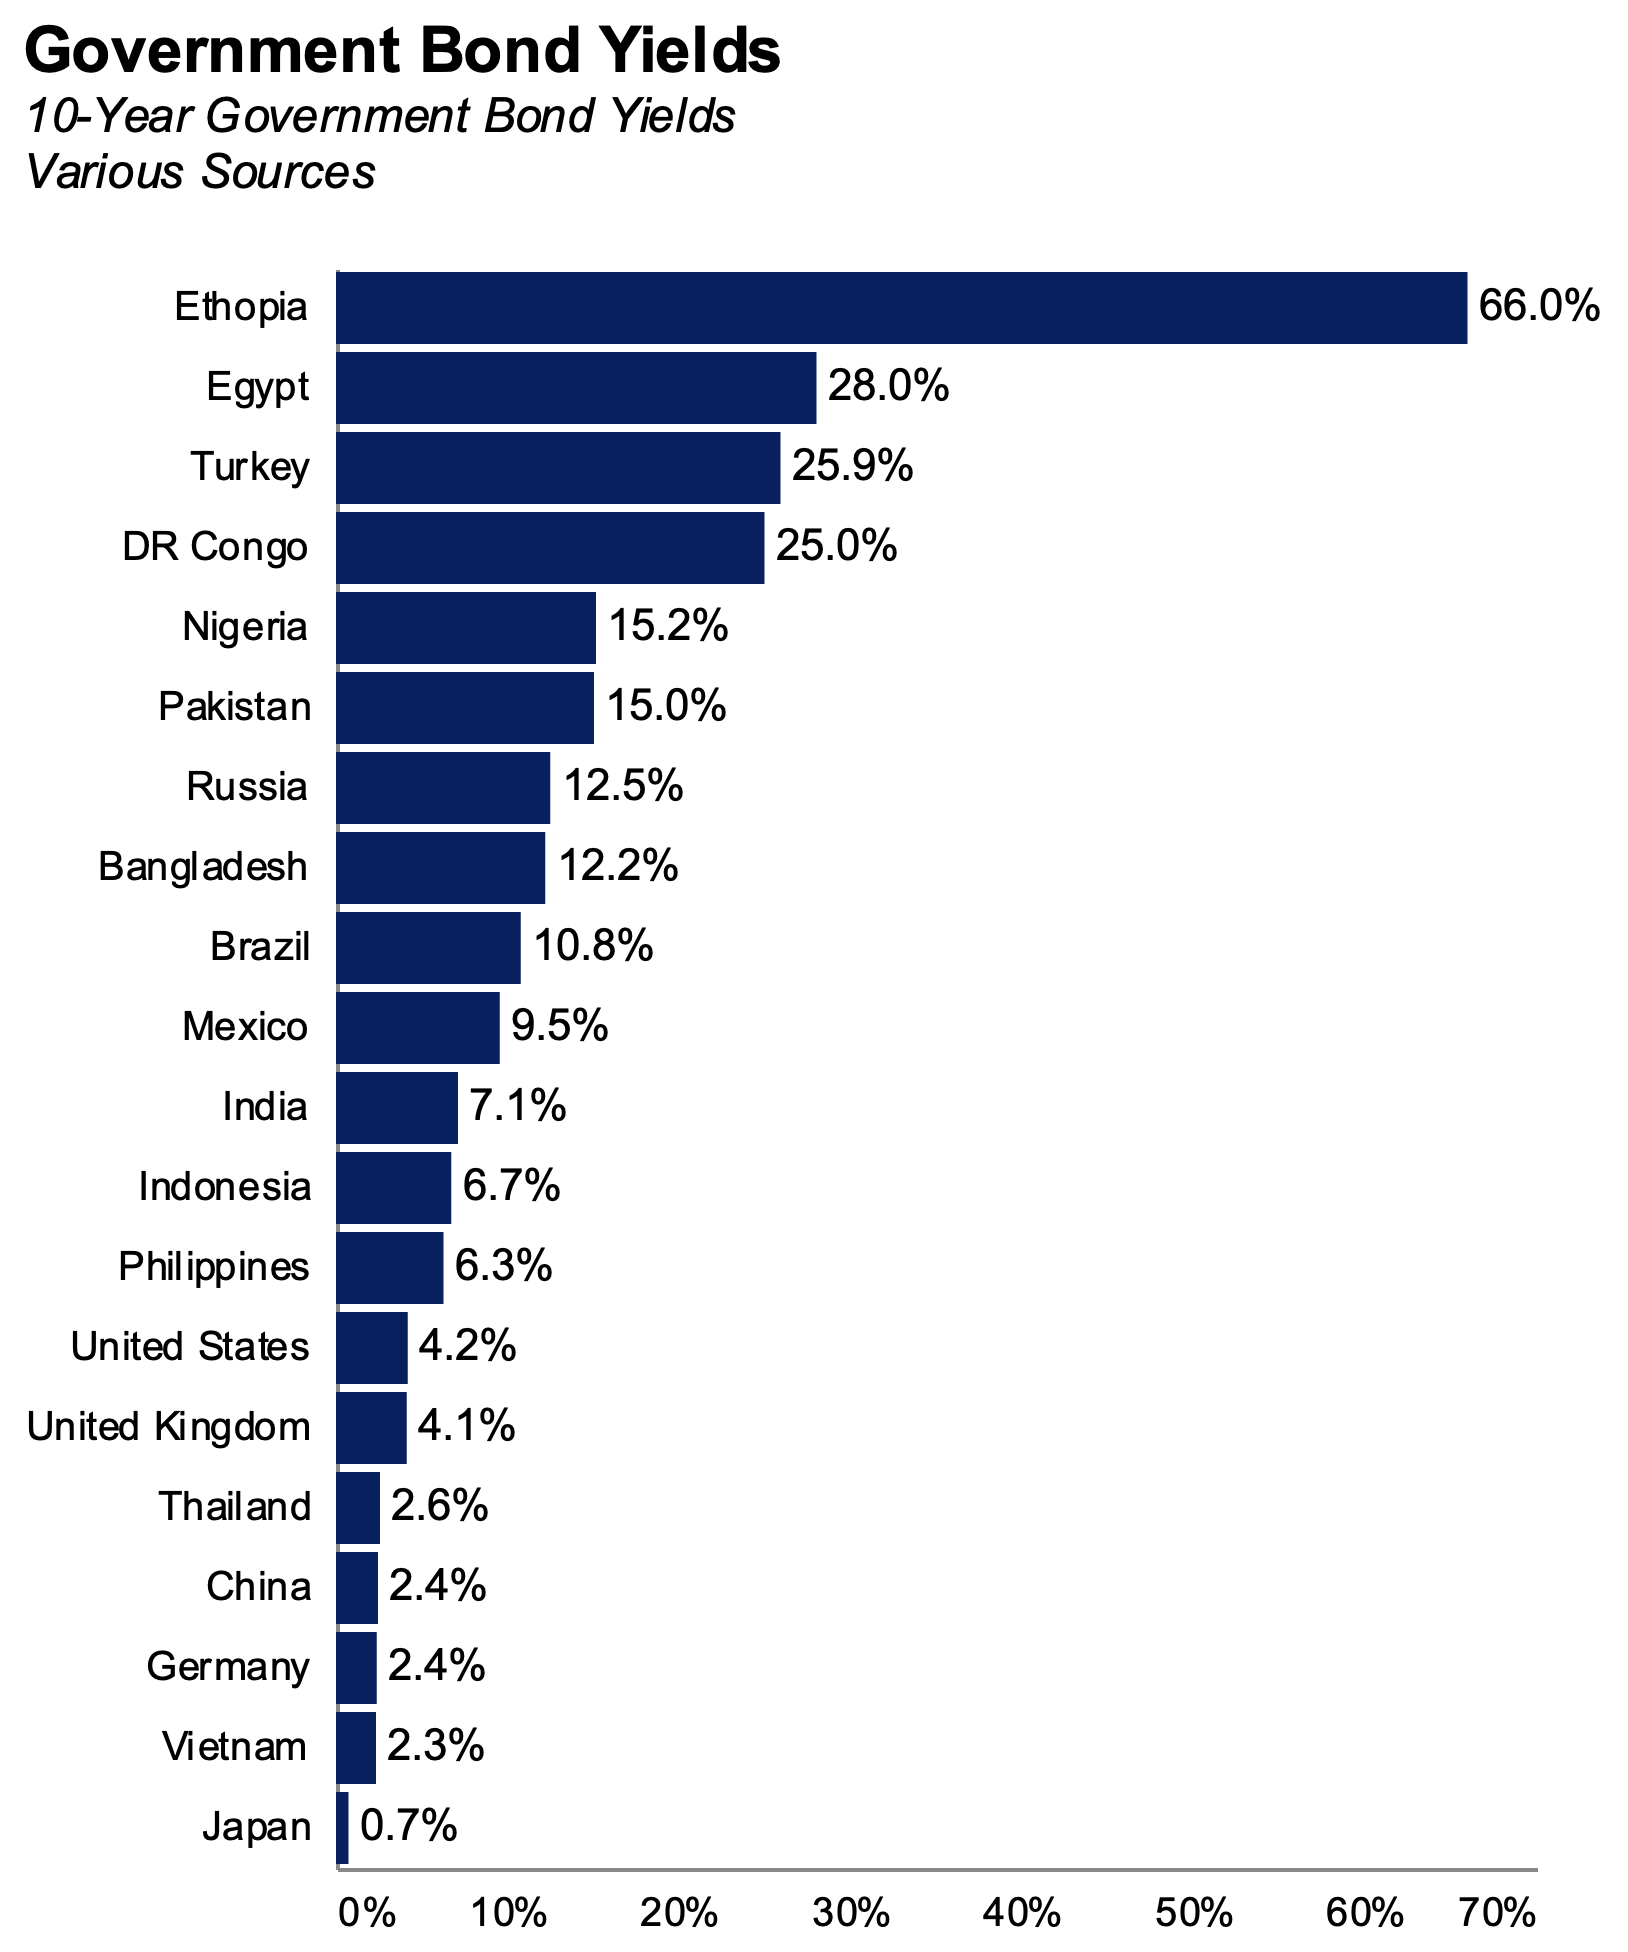 Government Bond Yields
10-Year Government Bond Yields
Various Sources
Ethopia 66.0%
Egypt 28.0%
Turkey 25.9%
DR Congo 25.0%
Nigeria 15.2%
Pakistan 15.0%
Russia 12.5%
Bangladesh 12.2%
Brazil 10.8%
Mexico 9.5%
India 7.1%
Indonesia 6.7%
Philippines 6.3%
United States 4.2%
United Kingdom 4.1%
Thailand 2.6%
China 2.4%
Germany 2.4%
Vietnam 2.3%
Japan 0.7%
0% 10% 20% 30% 40% 50% 60% 70%